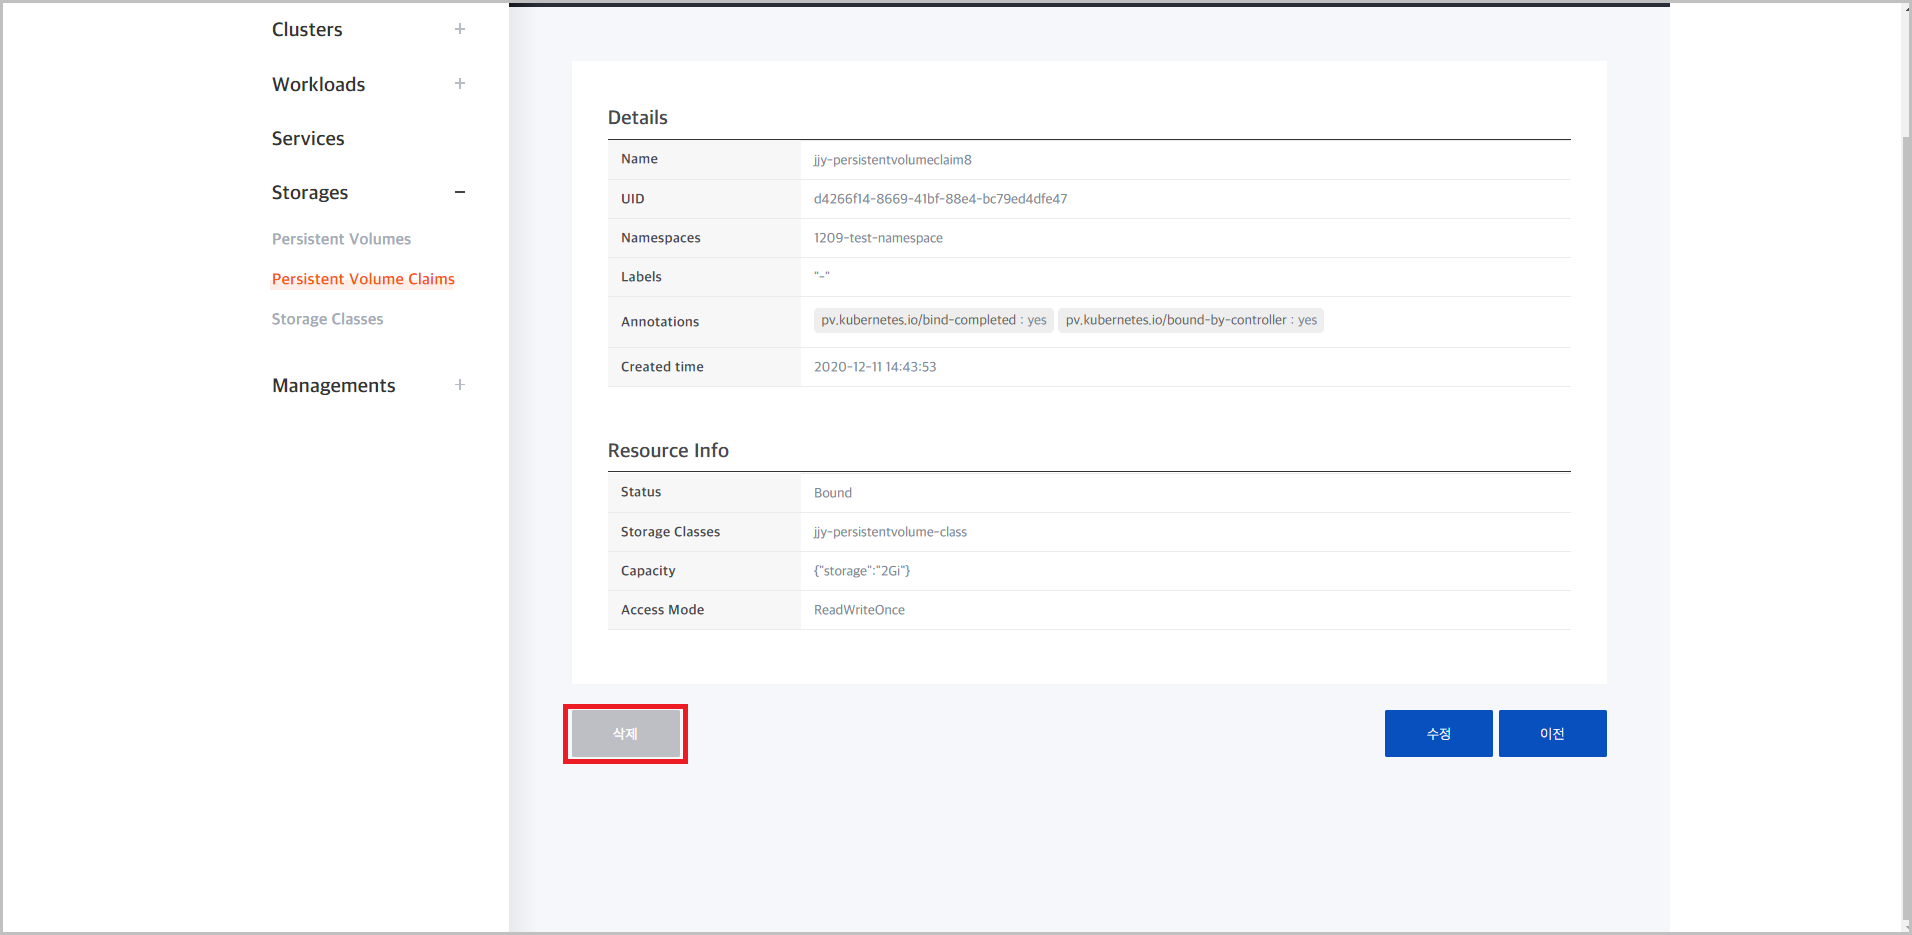 Clusters
Workloads
Services
Storages
Persistent Volumes
Persistent Volume Claims
Storage Classes
Managements
Details
Name jjy-persistentvolumeclaim8
UID d4266f14-8669-41bf-88e4-bc79ed4dfe47
Namespaces 1209-test-namespace
Labels "-"
Annotations pv.kubernetes.io/bind-completed : yes pv.kubernetes.io/bound-by-controller : yes
Created time 2020-12-11 14:43:53
Resource Info
Status Bound
Storage Classes jjy-persistentvolume-class
Capacity {"storage":"2Gi"}
Access Mode ReadWriteOnce
삭제 수정 이전